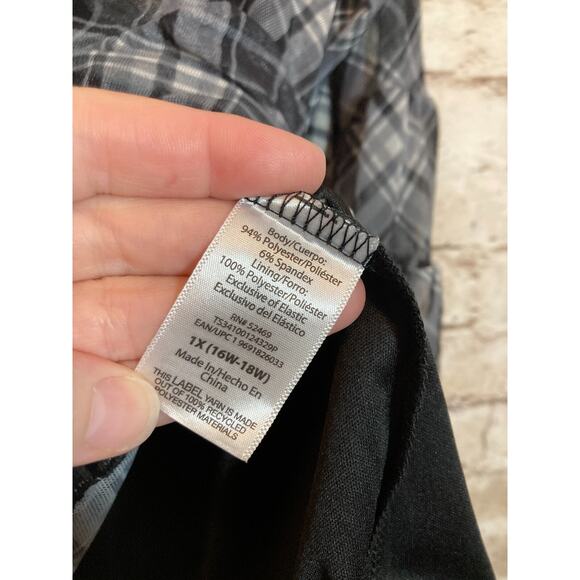 Body/Cuerpo:
94% Polyester/Poliéster
6% Spandex
Lining/Forro:
100% Polyester/Poliéster
Exclusive of Elastic
Exclusivo del Elástico
RN# 52469
TS34100124329P
EAN/UPC 1 9691826033
1X (16W-18W)
Made In/Hecho En
China
THIS LABEL YARN IS MADE
OUT OF 100% RECYCLED
POLYESTER MATERIALS